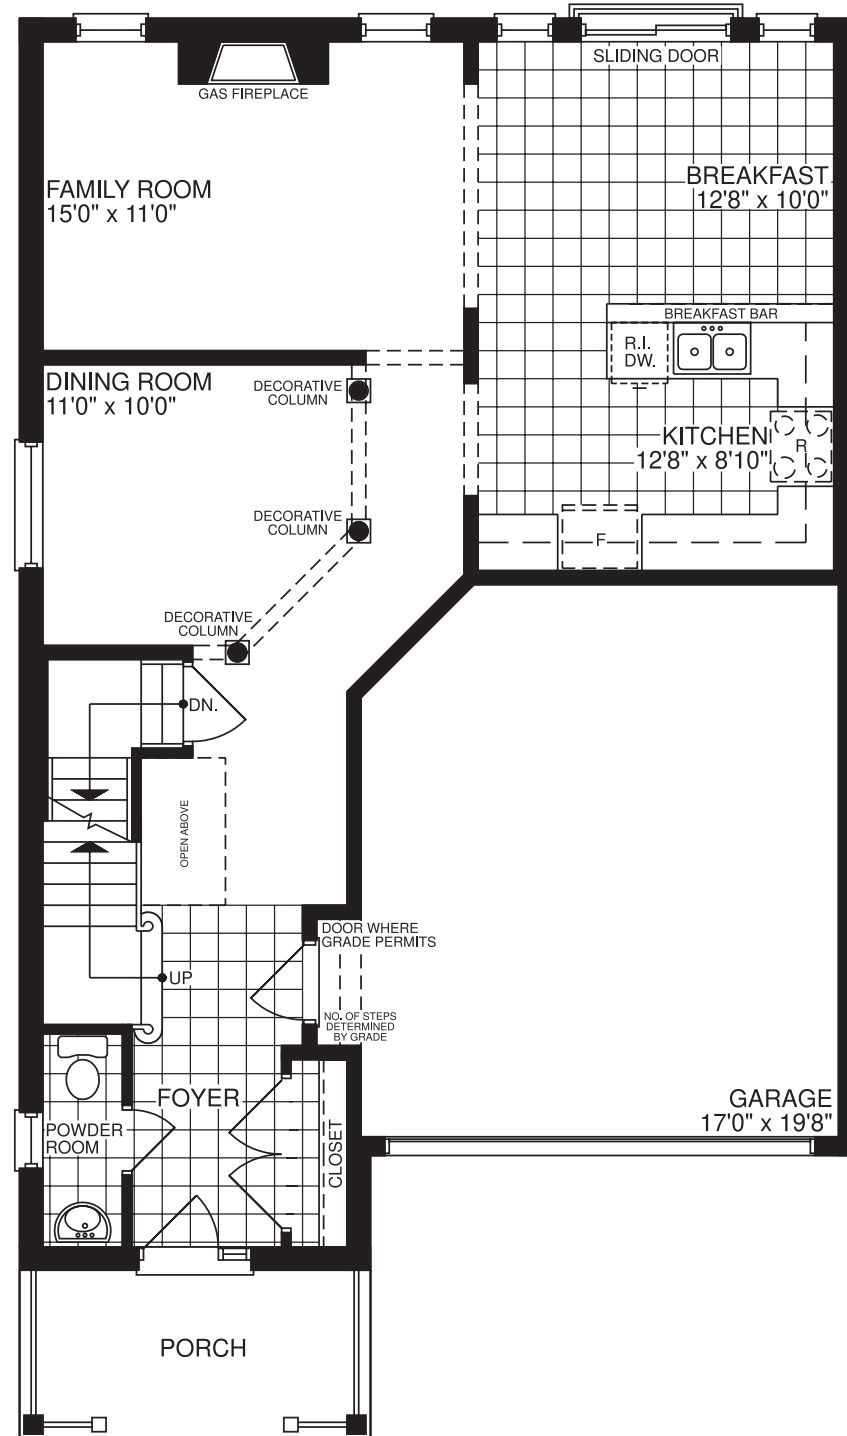 SLIDING DOOR
GAS FIREPLACE
FAMILY ROOM
15'0" x 11'0"
BREAKFAST
12'8" x 10'0"
BREAKFAST BAR
R.I.
DW.
DINING ROOM
11'0" x 10'0"
DECORATIVE
COLUMN
KITCHEN
12'8" x 8'10"
R
DECORATIVE
COLUMN
F
DECORATIVE
COLUMN
DN.
OPEN ABOVE
DOOR WHERE
GRADE PERMITS
UP
NO. OF STEPS
DETERMINED
BY GRADE
FOYER
GARAGE
17'0" x 19'8"
POWDER
ROOM
CLOSET
PORCH